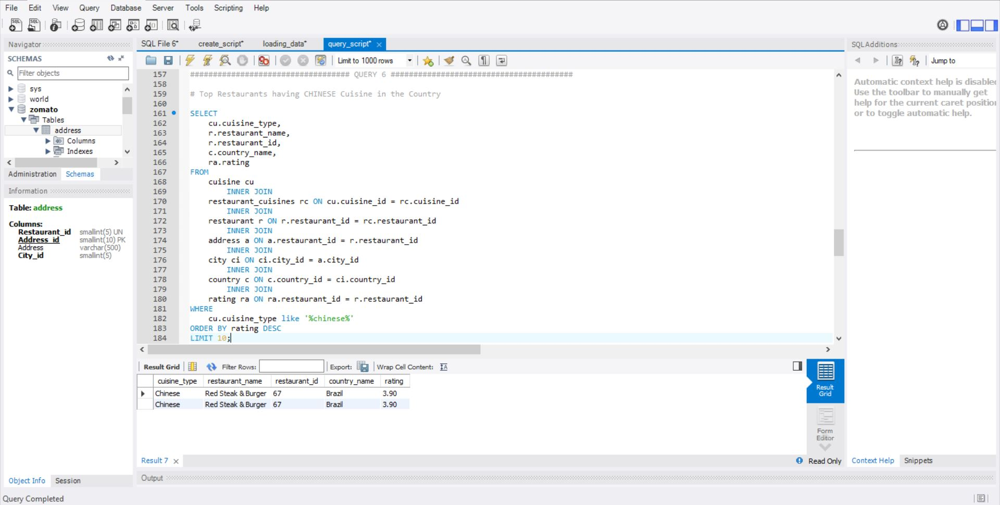 File Edit View Query Database Server Tools Scripting Help
Navigator
SCHEMAS
Filter objects
sys
world
zomato
Tables
address
Columns
Indexes
Administration Schemas
Information
Table: address
Columns:
Restaurant_id smallint(5) UN
Address_id smallint(10) PK
Address varchar(500)
City_id smallint(5)
Object Info Session
SQL File 6* create_script* loading_data* query_script*
Limit to 1000 rows
157 ################################### QUERY 6 ########################################
158
159 # Top Restaurants having CHINESE Cuisine in the Country
160
161 SELECT
162 cu.cuisine_type,
163 r.restaurant_name,
164 r.restaurant_id,
165 c.country_name,
166 ra.rating
167 FROM
168 cuisine cu
169 INNER JOIN
170 restaurant_cuisines rc ON cu.cuisine_id = rc.cuisine_id
171 INNER JOIN
172 restaurant r ON r.restaurant_id = rc.restaurant_id
173 INNER JOIN
174 address a ON a.restaurant_id = r.restaurant_id
175 INNER JOIN
176 city ci ON ci.city_id = a.city_id
177 INNER JOIN
178 country c ON c.country_id = ci.country_id
179 INNER JOIN
180 rating ra ON ra.restaurant_id = r.restaurant_id
181 WHERE
182 cu.cuisine_type like '%chinese%'
183 ORDER BY rating DESC
184 LIMIT 10;
Result Grid Filter Rows: Export: Wrap Cell Content:
cuisine_type restaurant_name restaurant_id country_name rating
Chinese Red Steak & Burger 67 Brazil 3.90
Chinese Red Steak & Burger 67 Brazil 3.90
Result
Grid
Form
Editor
Result 7
Read Only
Output
SQLAdditions
Jump to
Automatic context help is disabled
Use the toolbar to manually get
help for the current caret position
or to toggle automatic help.
Context Help Snippets
Query Completed